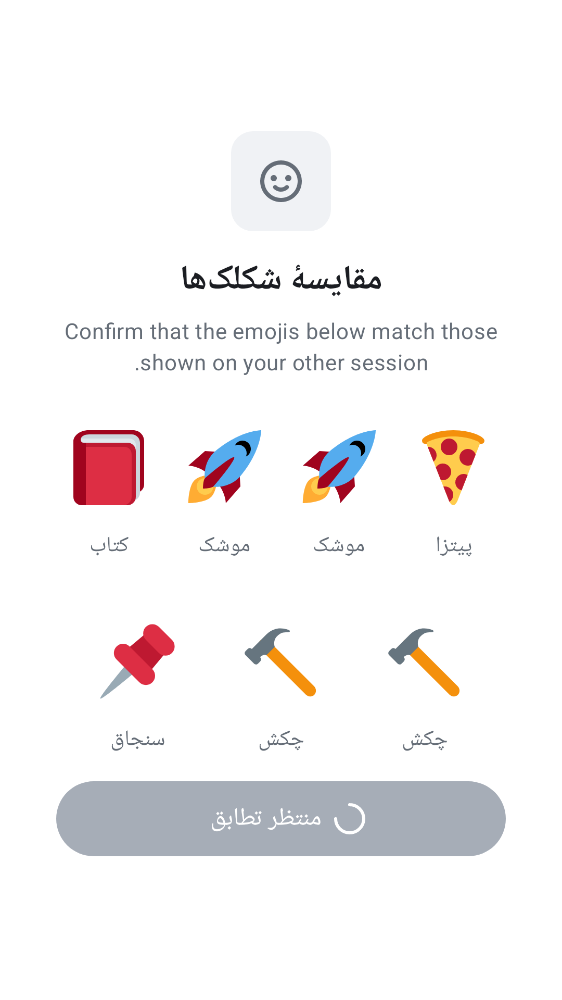 مقایسهٔ شکلک‌ها
Confirm that the emojis below match those
shown on your other session.
پیتزا موشک موشک کتاب
چکش چکش سنجاق
منتظر تطابق